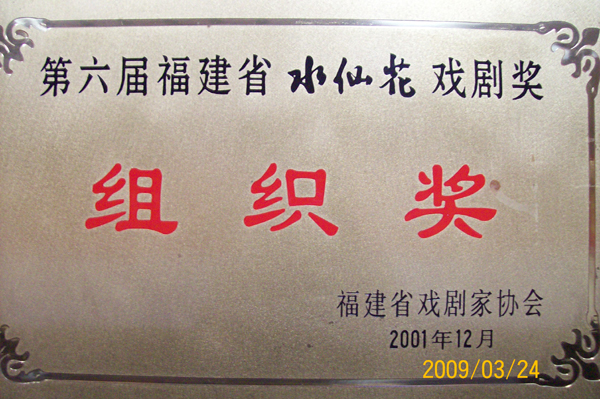 第六届福建省水仙花戏剧奖
组织奖
福建省戏剧家协会
2001年12月
2009/03/24